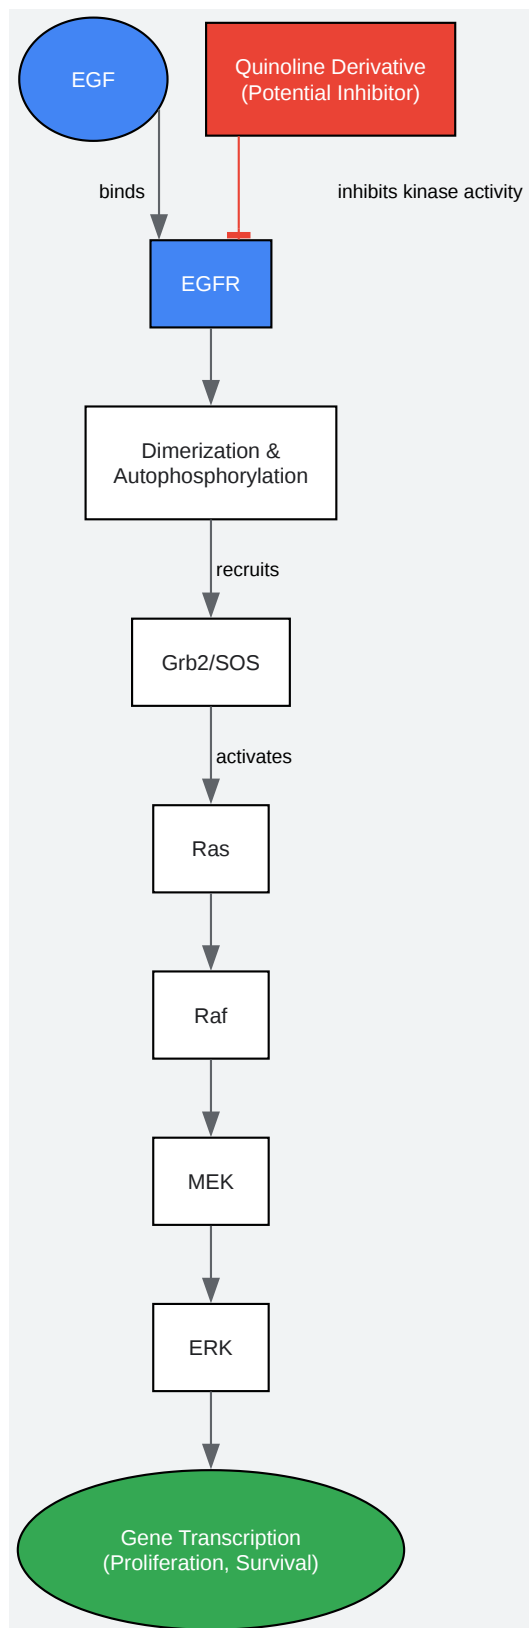 EGF
Quinoline Derivative
(Potential Inhibitor)
binds
inhibits kinase activity
EGFR
Dimerization &
Autophosphorylation
recruits
Grb2/SOS
activates
Ras
Raf
MEK
ERK
Gene Transcription
(Proliferation, Survival)